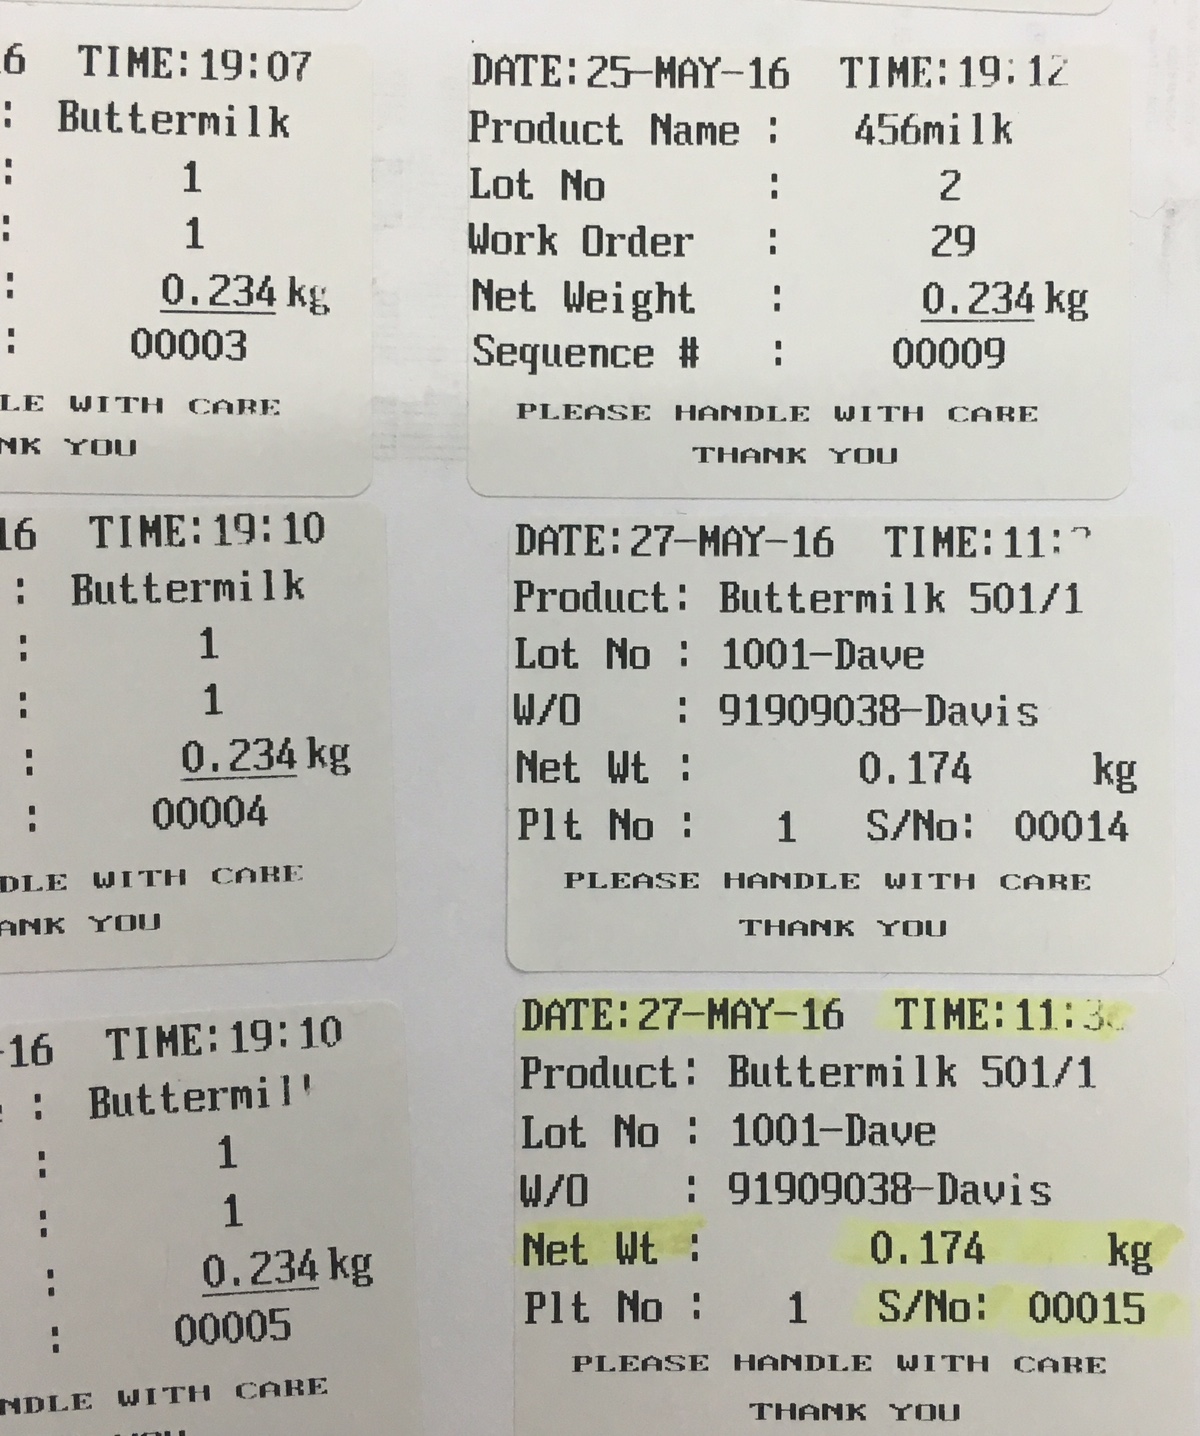 6 TIME:19:07
: Buttermilk
: 1
: 1
: 0.234 kg
: 00003
LE WITH CARE
NK YOU
DATE:25-MAY-16 TIME:19:12
Product Name : 456milk
Lot No : 2
Work Order : 29
Net Weight : 0.234 kg
Sequence # : 00009
PLEASE HANDLE WITH CARE
THANK YOU
16 TIME:19:10
: Buttermilk
: 1
: 1
: 0.234 kg
: 00004
DLE WITH CARE
ANK YOU
DATE:27-MAY-16 TIME:11:
Product: Buttermilk 501/1
Lot No : 1001-Dave
W/O : 91909038-Davis
Net Wt : 0.174 kg
Plt No : 1 S/No: 00014
PLEASE HANDLE WITH CARE
THANK YOU
-16 TIME:19:10
: Buttermil
: 1
: 1
: 0.234 kg
: 00005
NDLE WITH CARE
YOU
DATE:27-MAY-16 TIME:11:3
Product: Buttermilk 501/1
Lot No : 1001-Dave
W/O : 91909038-Davis
Net Wt : 0.174 kg
Plt No : 1 S/No: 00015
PLEASE HANDLE WITH CARE
THANK YOU